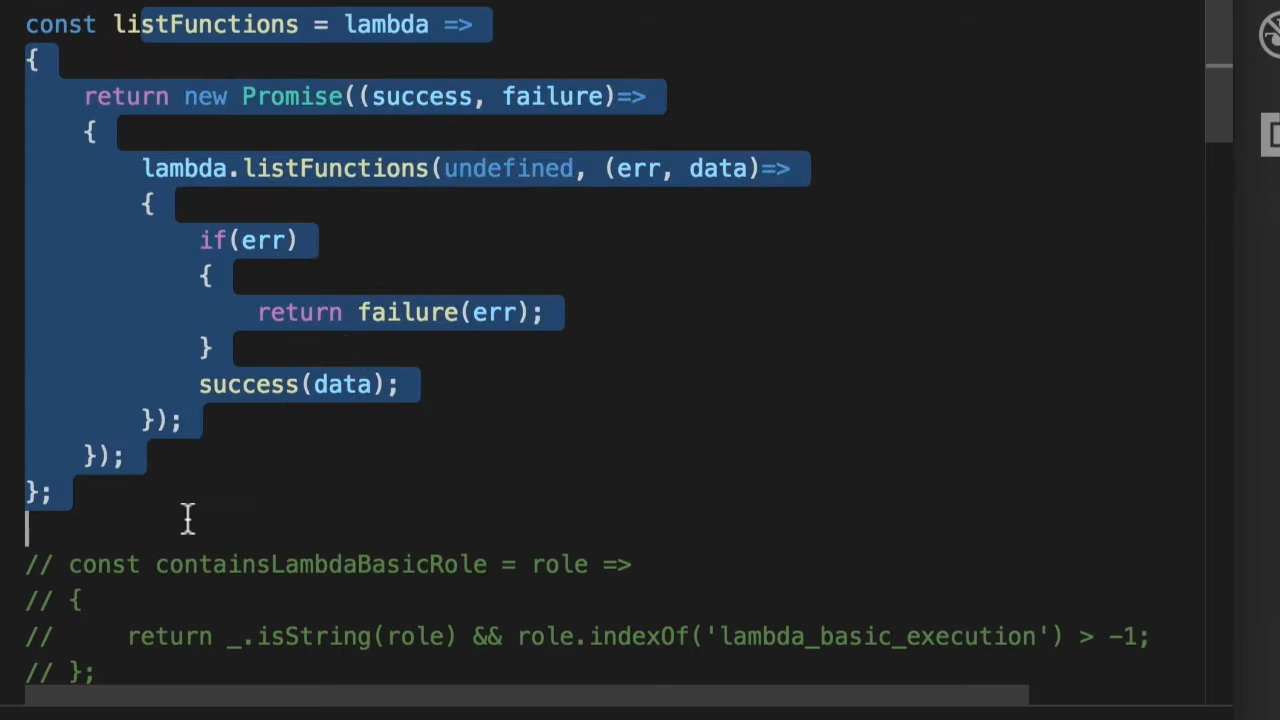 const listFunctions = lambda =>
{
    return new Promise((success, failure)=>
    {
        lambda.listFunctions(undefined, (err, data)=>
        {
            if(err)
            {
                return failure(err);
            }
            success(data);
        });
    });
};
// const containsLambdaBasicRole = role =>
// {
//     return _.isString(role) && role.indexOf('lambda_basic_execution') > -1;
// };